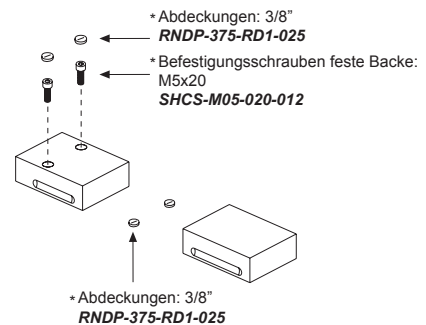 * Abdeckungen: 3/8”
RNDP-375-RD1-025
* Befestigungsschrauben feste Backe:
M5x20
SHCS-M05-020-012
* Abdeckungen: 3/8”
RNDP-375-RD1-025